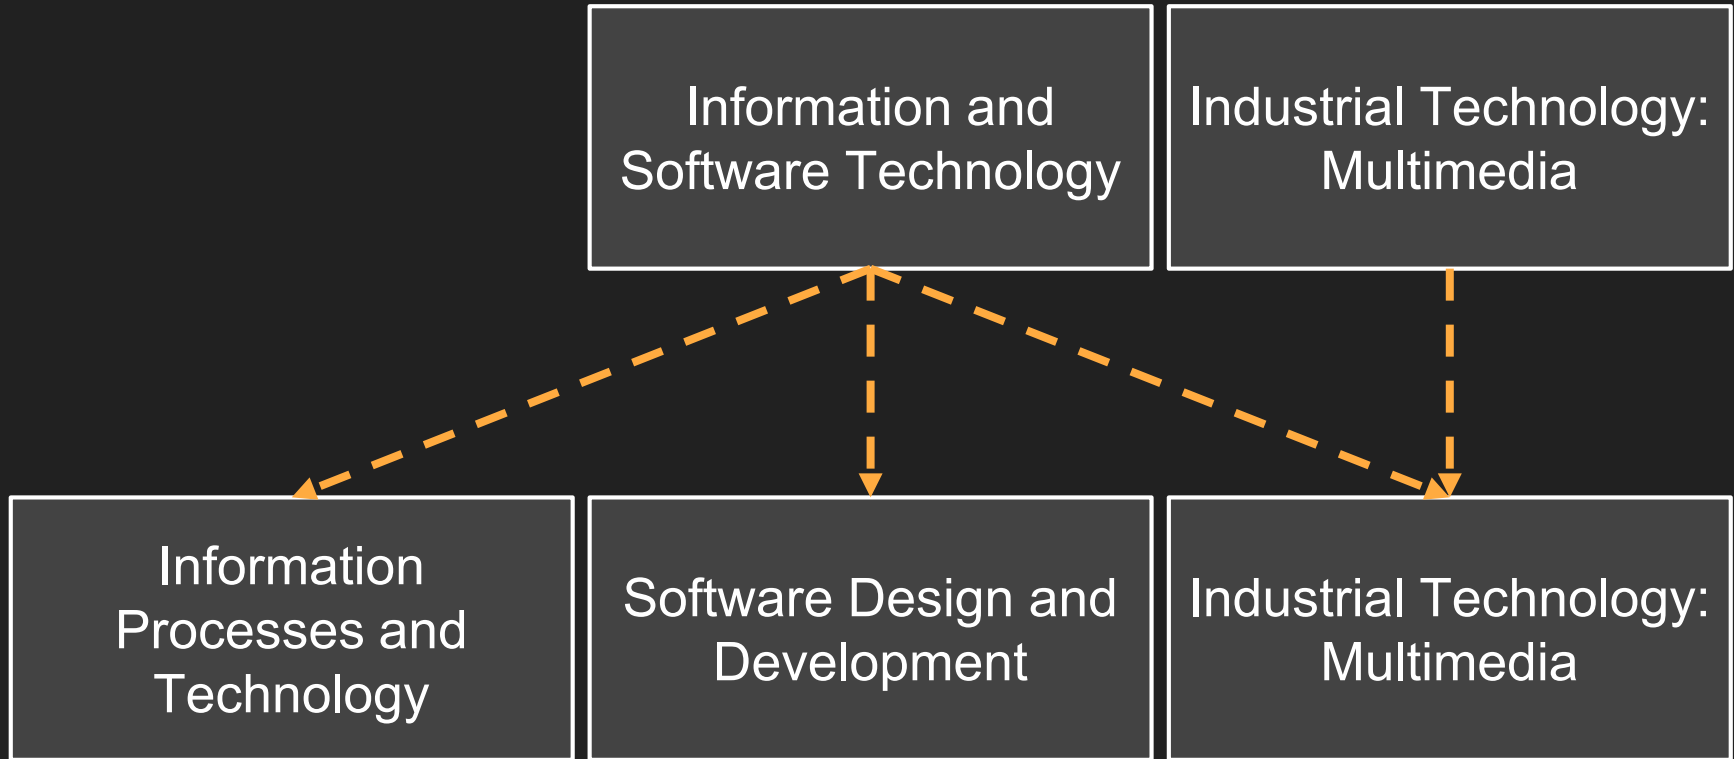 Information and
Software Technology
Industrial Technology:
Multimedia
Information
Processes and
Technology
Software Design and
Development
Industrial Technology:
Multimedia